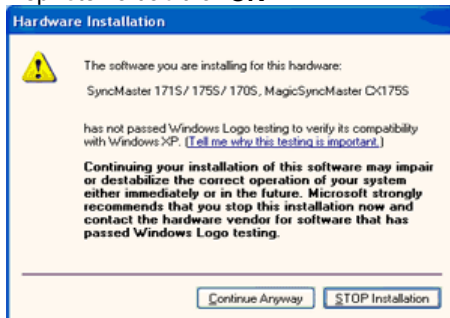 Hardware Installation
The software you are installing for this hardware:
SyncMaster 171S/ 175S/ 170S, MagicSyncMaster CX175S
has not passed Windows Logo testing to verify its compatibility
with Windows XP. (Tell me why this testing is important.)
Continuing your installation of this software may impair
or destabilize the correct operation of your system
either immediately or in the future. Microsoft strongly
recommends that you stop this installation now and
contact the hardware vendor for software that has
passed Windows Logo testing.
Continue Anyway STOP Installation